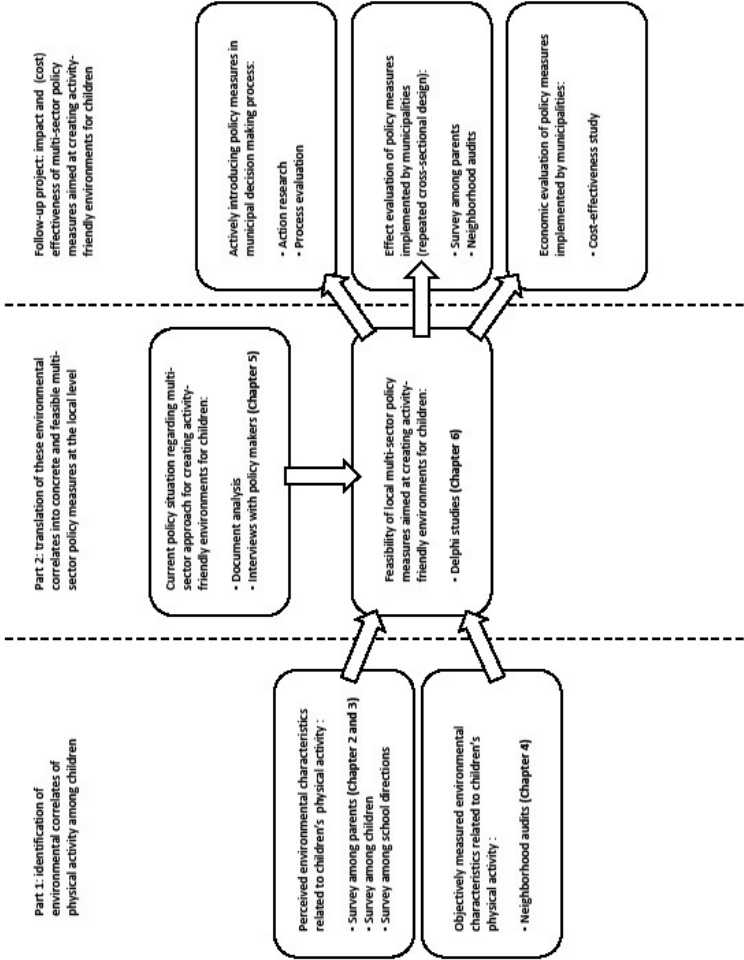 Part 1: identification of
environmental correlates of
physical activity among children
Perceived environmental characteristics
related to children's physical activity :
• Survey among parents (Chapter 2 and 3)
• Survey among children
• Survey among school directions
Objectively measured environmental
characteristics related to children's
physical activity :
• Neighborhood audits (Chapter 4)
Part 2: translation of these environmental
correlates into concrete and feasible multi-
sector policy measures at the local level
Current policy situation regarding multi-
sector approach for creating activity-
friendly environments for children:
• Document analysis
• Interviews with policy makers (Chapter 5)
Feasibility of local multi-sector policy
measures aimed at creating activity-
friendly environments for children:
• Delphi studies (Chapter 6)
Follow-up project: impact and (cost)
effectiveness of multi-sector policy
measures aimed at creating activity-
friendly environments for children
Actively introducing policy measures in
municipal decision making process:
• Action research
• Process evaluation
Effect evaluation of policy measures
implemented by municipalities
(repeated cross-sectional design):
• Survey among parents
• Neighborhood audits
Economic evaluation of policy measures
implemented by municipalities:
• Cost-effectiveness study